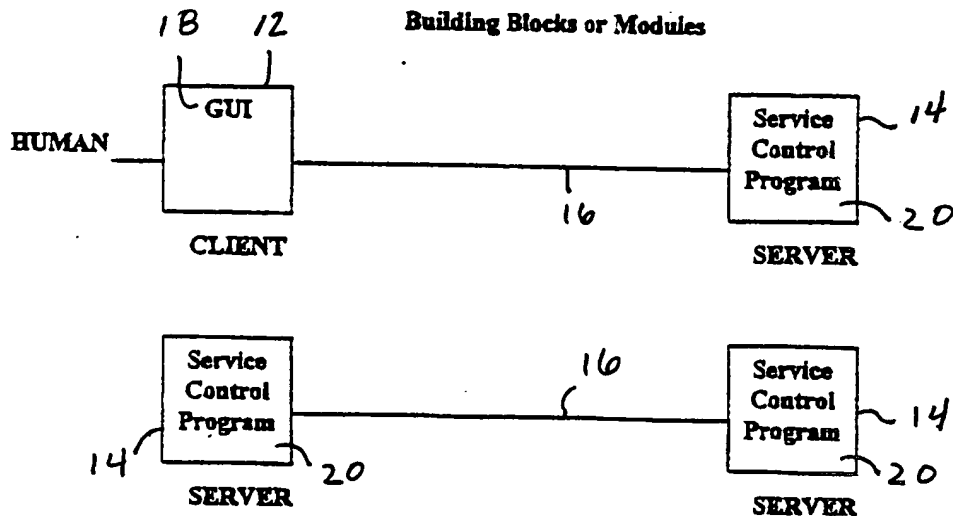 Building Blocks or Modules
18 12
GUI
HUMAN
CLIENT
16
Service
Control
Program
14
20
SERVER
Service
Control
Program
14
20
SERVER
16
Service
Control
Program
14
20
SERVER